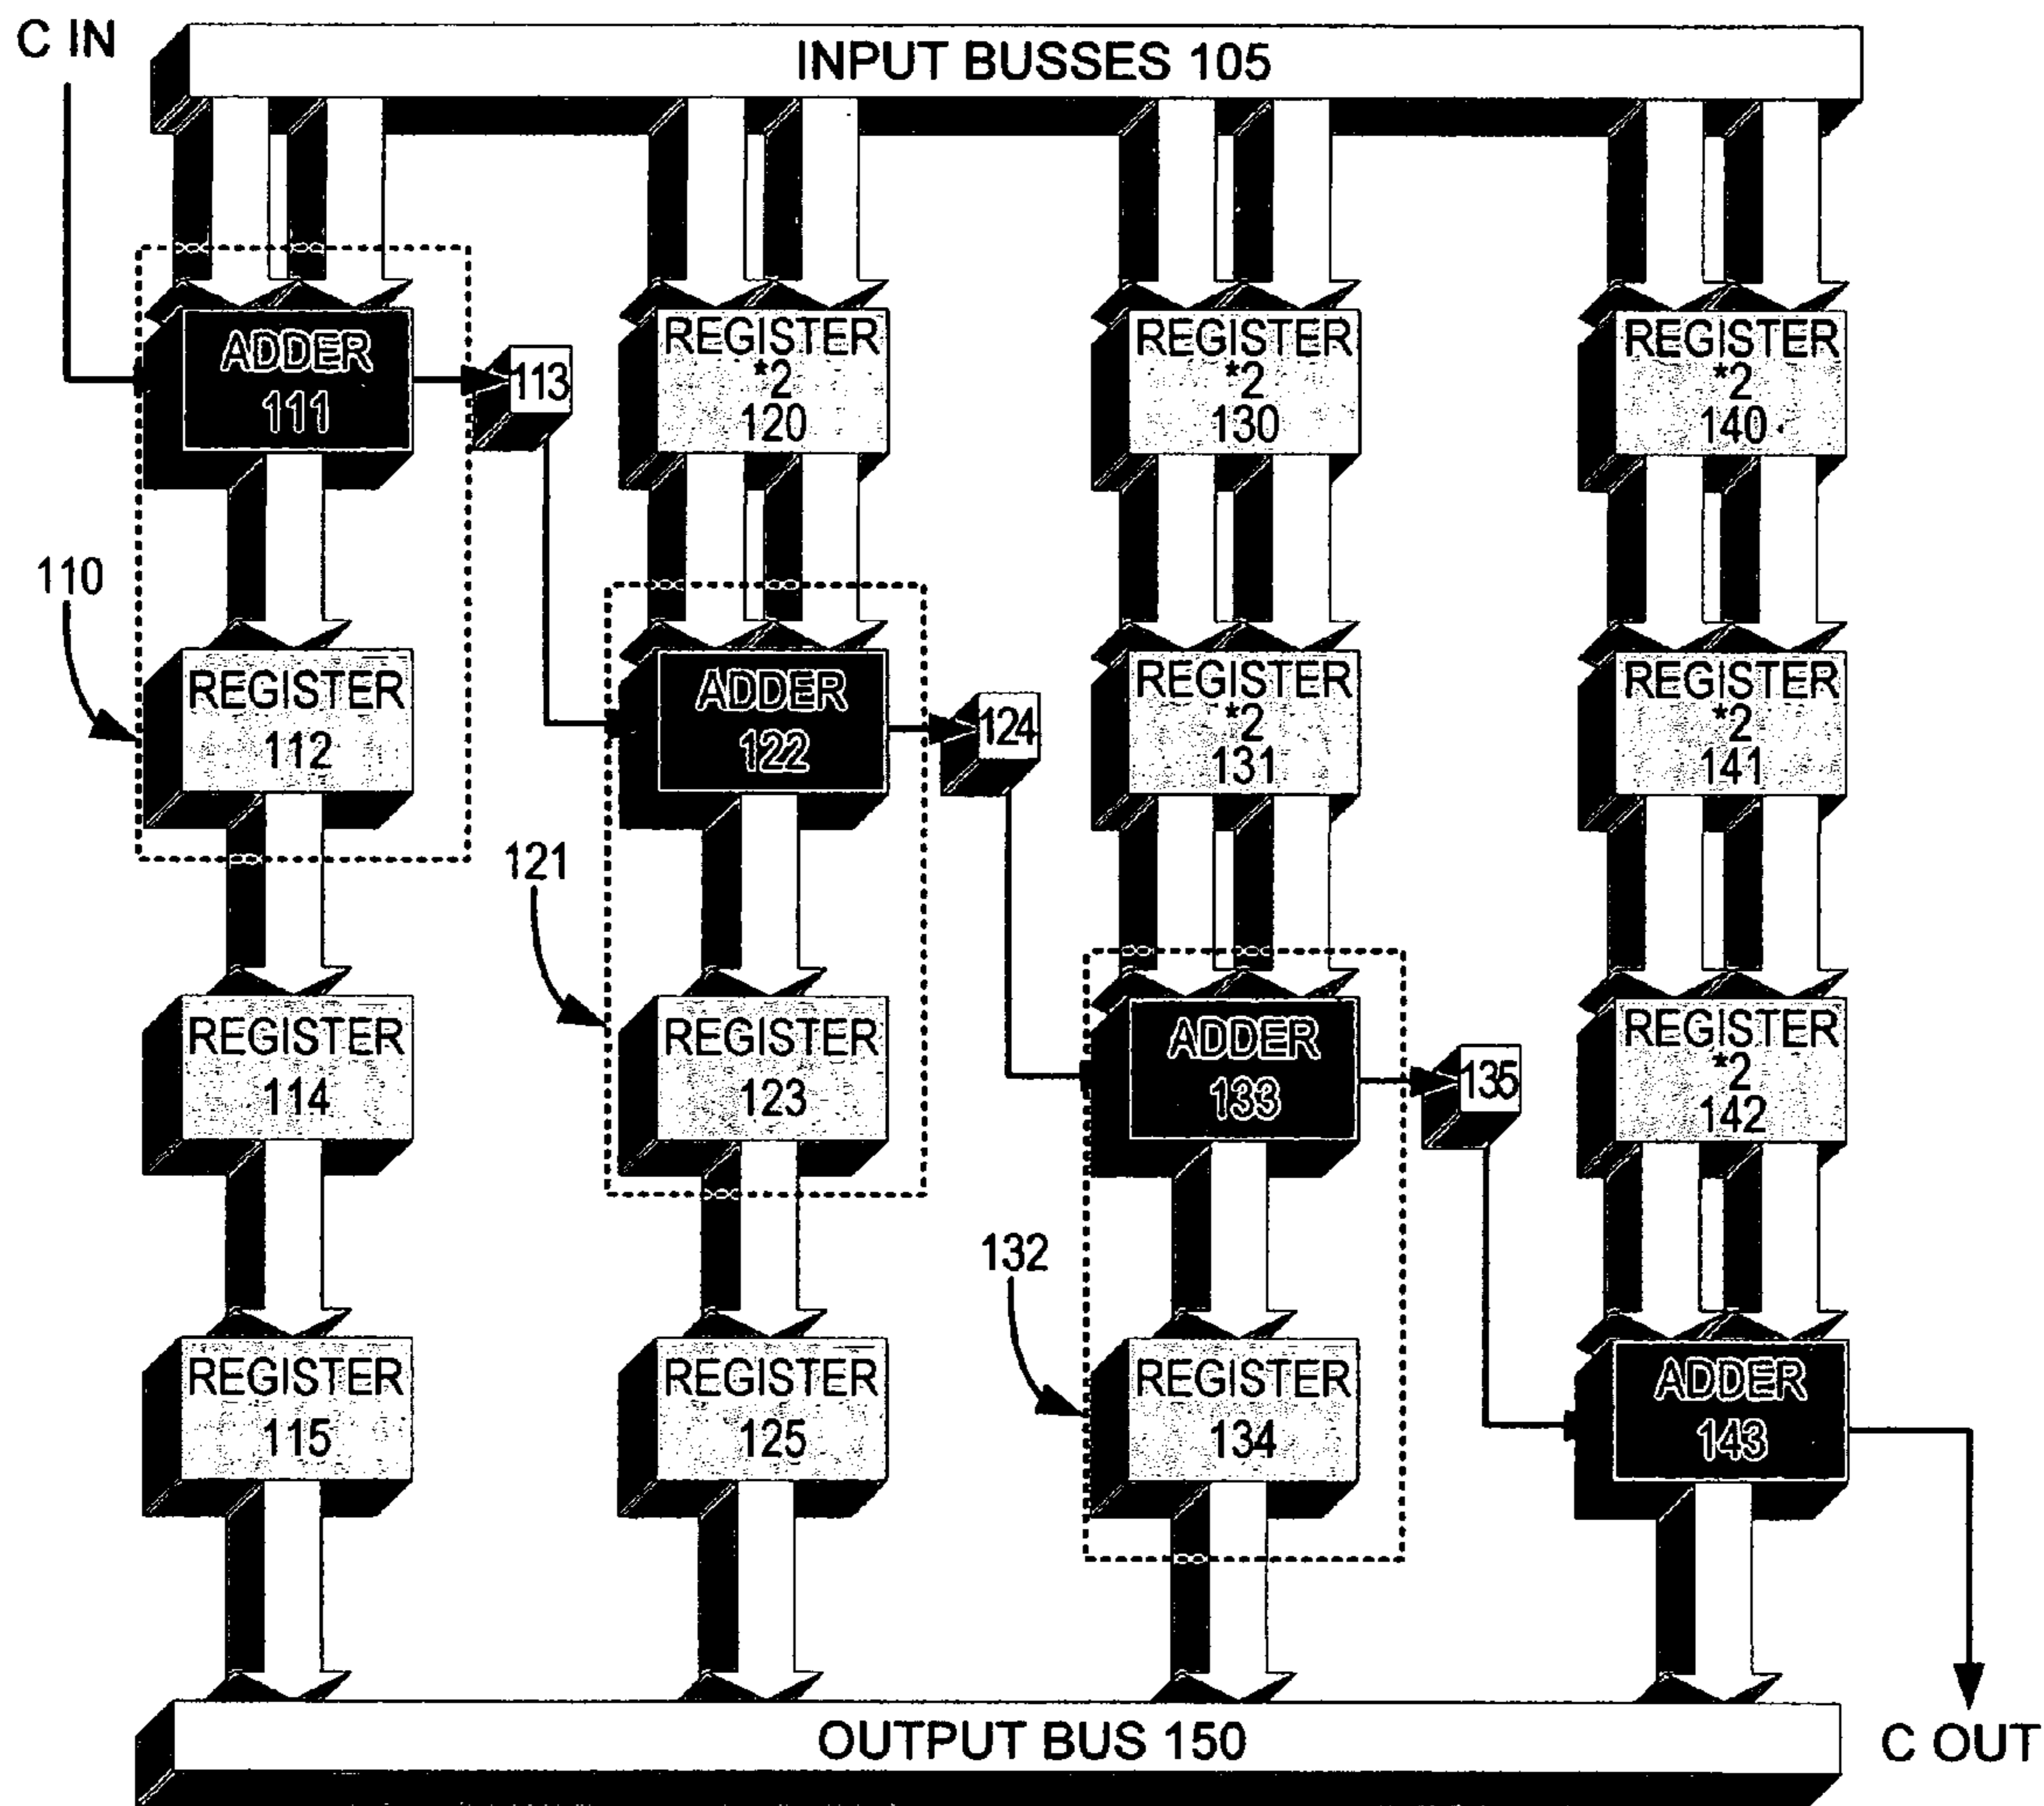 C IN
INPUT BUSSES 105
ADDER
111
113
REGISTER
*2
120
REGISTER
*2
130
REGISTER
*2
140
110
REGISTER
112
ADDER
122
124
REGISTER
*2
131
REGISTER
*2
141
121
REGISTER
114
REGISTER
123
ADDER
133
135
REGISTER
*2
142
132
REGISTER
115
REGISTER
125
REGISTER
134
ADDER
143
OUTPUT BUS 150
C OUT